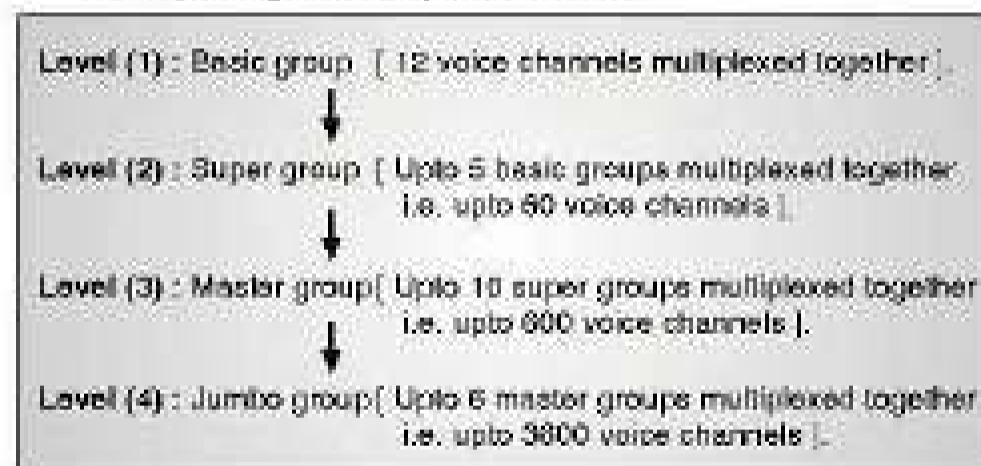 Level (1) : Basic group [ 12 voice channels multiplexed together ].
Level (2) : Super group [ Upto 5 basic groups multiplexed together
i.e. upto 60 voice channels ].
Level (3) : Master group[ Upto 10 super groups multiplexed together
i.e. upto 600 voice channels ].
Level (4) : Jumbo group[ Upto 6 master groups multiplexed together
i.e. upto 3600 voice channels ].